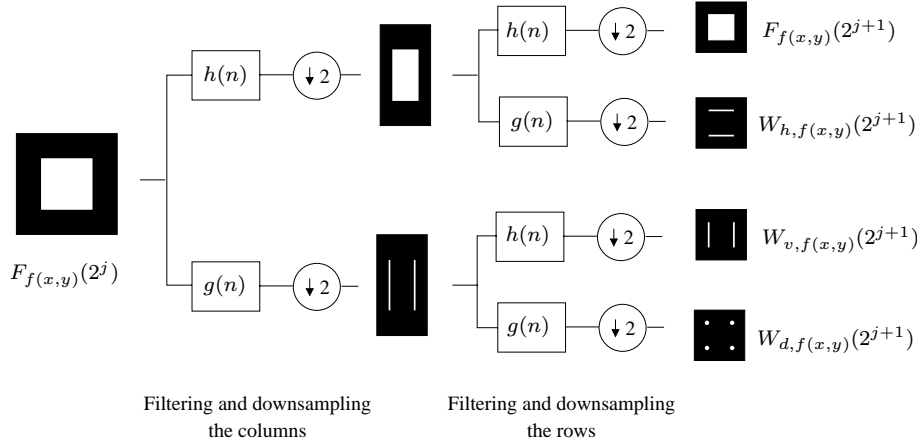 h(n) ↓2 F_{f(x,y)}(2^{j+1})
h(n) ↓2
g(n) ↓2 W_{h,f(x,y)}(2^{j+1})
h(n) ↓2 W_{v,f(x,y)}(2^{j+1})
F_{f(x,y)}(2^j)
g(n) ↓2
g(n) ↓2 W_{d,f(x,y)}(2^{j+1})
Filtering and downsampling
the columns
Filtering and downsampling
the rows